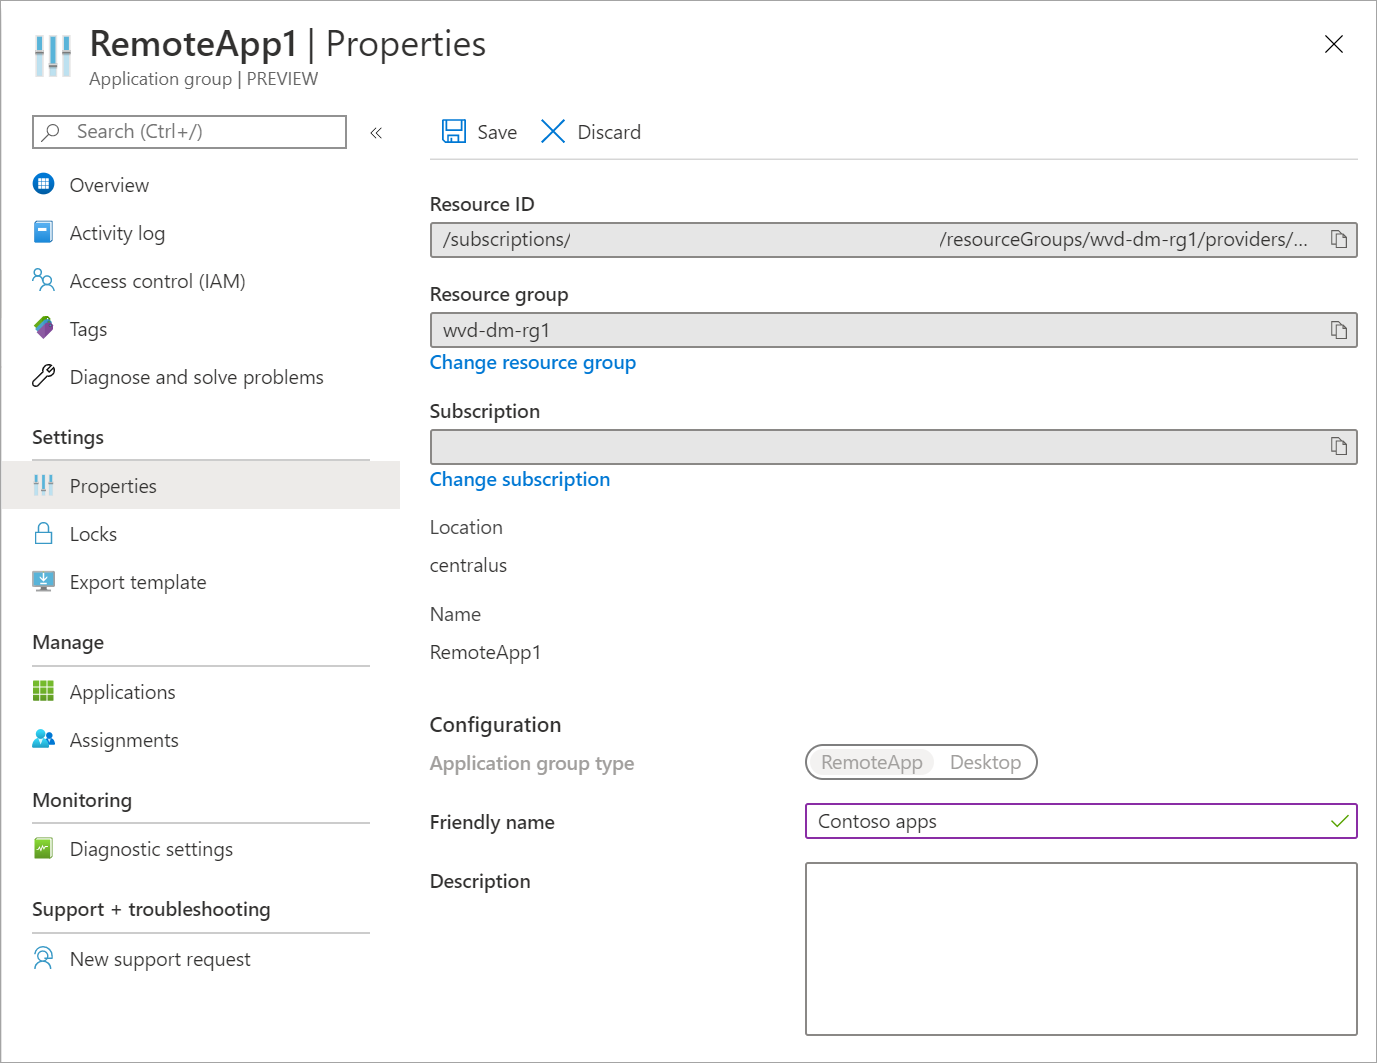 RemoteApp1 | Properties
Application group | PREVIEW
Search (Ctrl+/)
«
Overview
Activity log
Access control (IAM)
Tags
Diagnose and solve problems
Settings
Properties
Locks
Export template
Manage
Applications
Assignments
Monitoring
Diagnostic settings
Support + troubleshooting
New support request
Save Discard
Resource ID
/subscriptions/ /resourceGroups/wvd-dm-rg1/providers/...
Resource group
wvd-dm-rg1
Change resource group
Subscription
Change subscription
Location
centralus
Name
RemoteApp1
Configuration
Application group type RemoteApp Desktop
Friendly name Contoso apps
Description